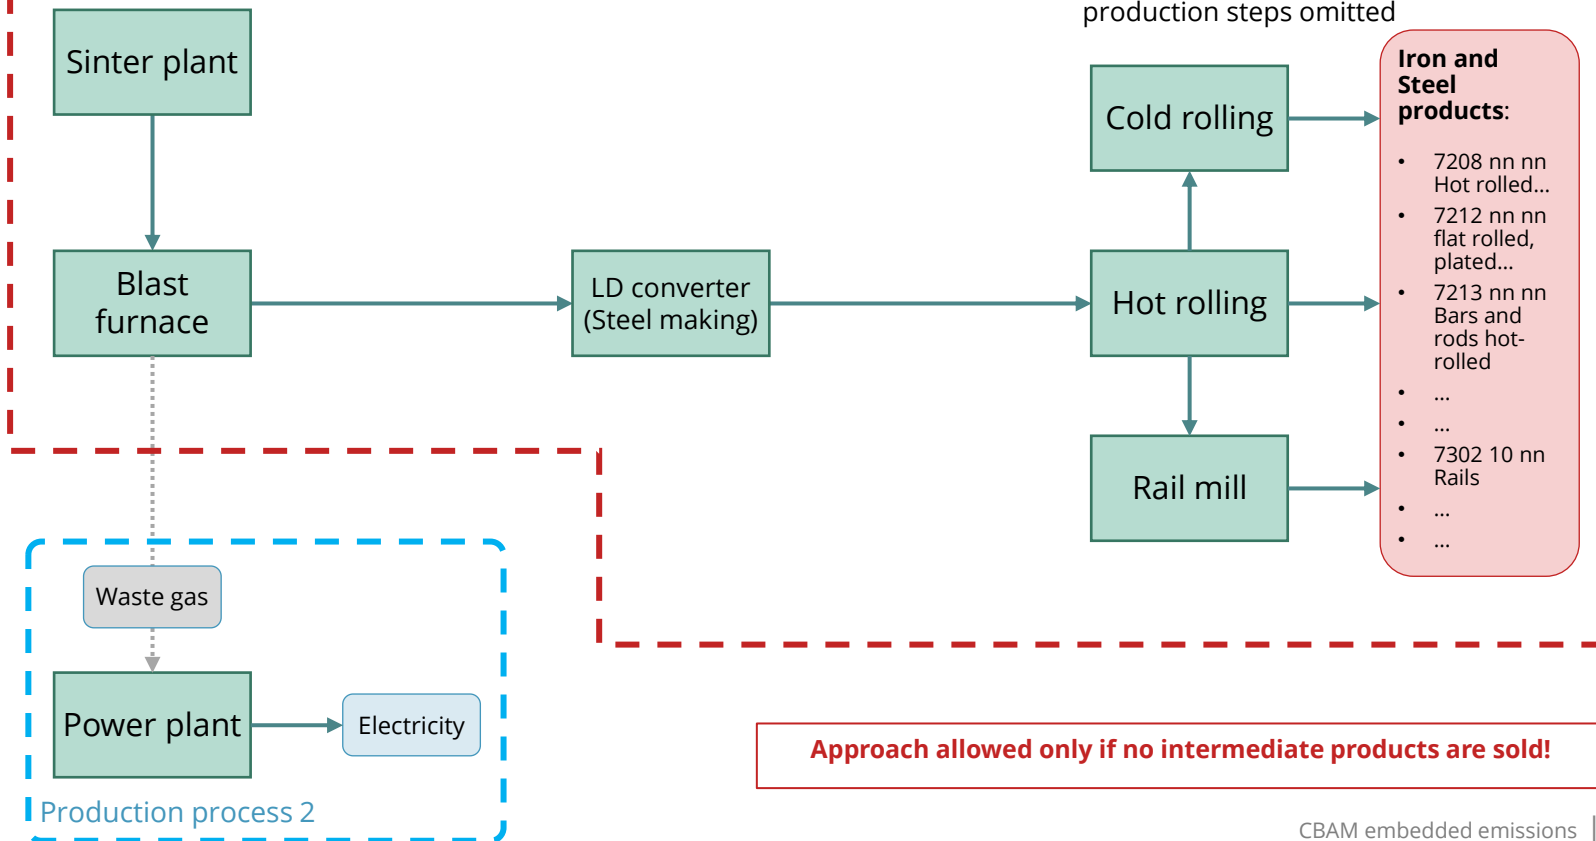 production steps omitted
Sinter plant
Cold rolling
Blast
furnace
LD converter
(Steel making)
Hot rolling
Rail mill
Iron and
Steel
products:
• 7208 nn nn
Hot rolled...
• 7212 nn nn
flat rolled,
plated...
• 7213 nn nn
Bars and
rods hot-
rolled
• ...
• ...
• 7302 10 nn
Rails
• ...
• ...
Waste gas
Power plant
Electricity
Production process 2
Approach allowed only if no intermediate products are sold!
CBAM embedded emissions |